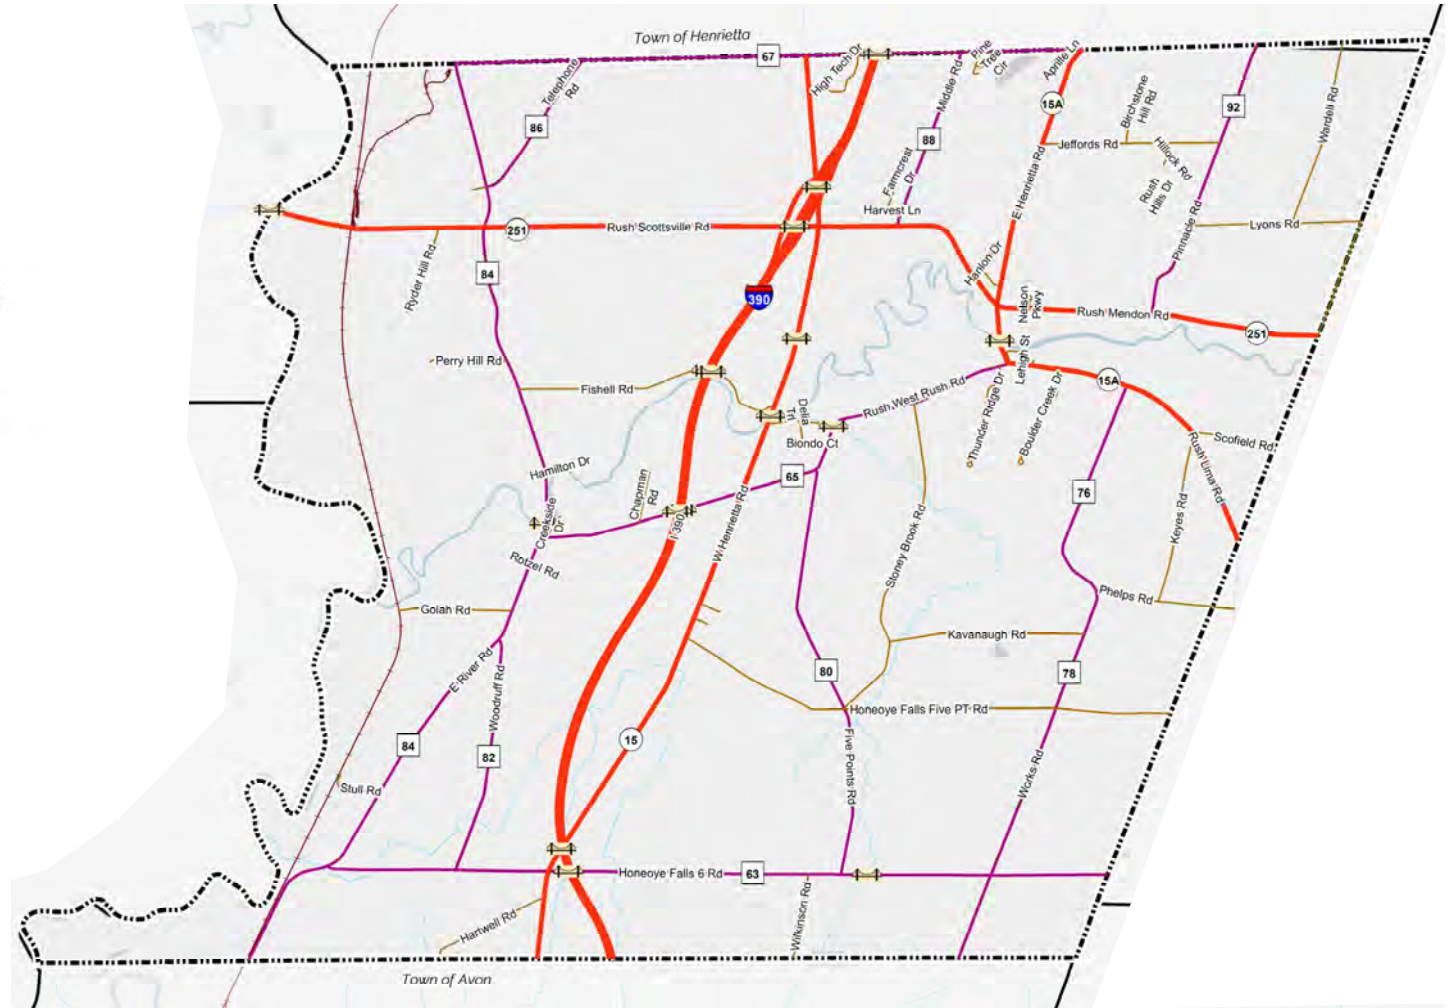 Town of Henrietta
67
High Tech Dr
Pine
Tree
Cir
Aprille Ln
Telephone
Rd
86
Middle Rd
88
15A
Birchstone
Hill Rd
92
Wardell Rd
Jeffords Rd
Hillock Rd
Rush
Hills Dr
Farmcrest
Dr
Harvest Ln
E Henrietta Rd
Pinnacle Rd
Lyons Rd
251
Rush Scottsville Rd
Ryder Hill Rd
84
390
Hanlon Dr
Nelson
Pkwy
Rush Mendon Rd
251
Lehigh St
Perry Hill Rd
Fishell Rd
Rush West Rush Rd
15A
Thunder Ridge Dr
Boulder Creek Dr
Delia
Trl
Biondo Ct
Scofield Rd
Rush Lima Rd
Hamilton Dr
Chapman
Rd
65
W Henrietta Rd
76
Keyes Rd
Creekside
Dr
I 390
Stoney Brook Rd
Rotzel Rd
Golah Rd
Phelps Rd
Kavanaugh Rd
E River Rd
Woodruff Rd
80
78
Honeoye Falls Five PT Rd
84
82
15
Five Points Rd
Works Rd
Stull Rd
Honeoye Falls 6 Rd
63
Hartwell Rd
Wilkinson Rd
Town of Avon